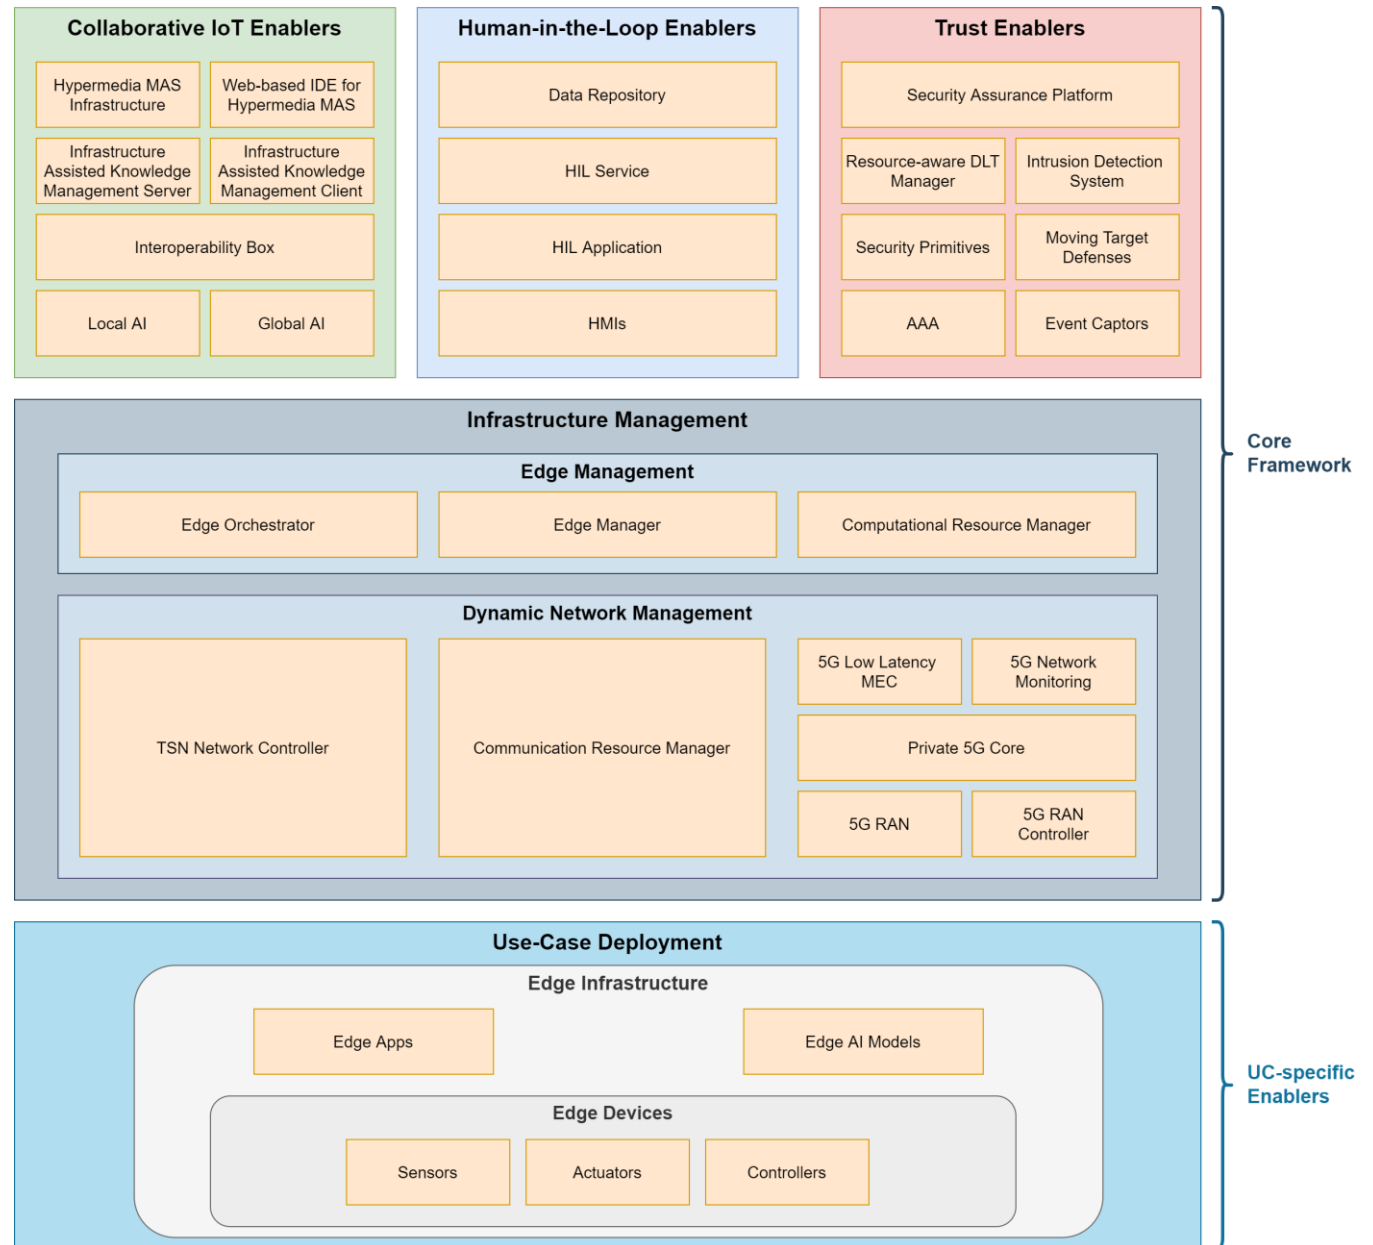 Collaborative IoT Enablers
Hypermedia MAS
Infrastructure
Web-based IDE for
Hypermedia MAS
Infrastructure
Assisted Knowledge
Management Server
Infrastructure
Assisted Knowledge
Management Client
Interoperability Box
Local AI
Global AI
Human-in-the-Loop Enablers
Data Repository
HIL Service
HIL Application
HMIs
Trust Enablers
Security Assurance Platform
Resource-aware DLT
Manager
Intrusion Detection
System
Security Primitives
Moving Target
Defenses
AAA
Event Captors
Infrastructure Management
Edge Management
Edge Orchestrator
Edge Manager
Computational Resource Manager
Dynamic Network Management
TSN Network Controller
Communication Resource Manager
5G Low Latency
MEC
5G Network
Monitoring
Private 5G Core
5G RAN
5G RAN
Controller
Core
Framework
Use-Case Deployment
Edge Infrastructure
Edge Apps
Edge AI Models
Edge Devices
Sensors
Actuators
Controllers
UC-specific
Enablers